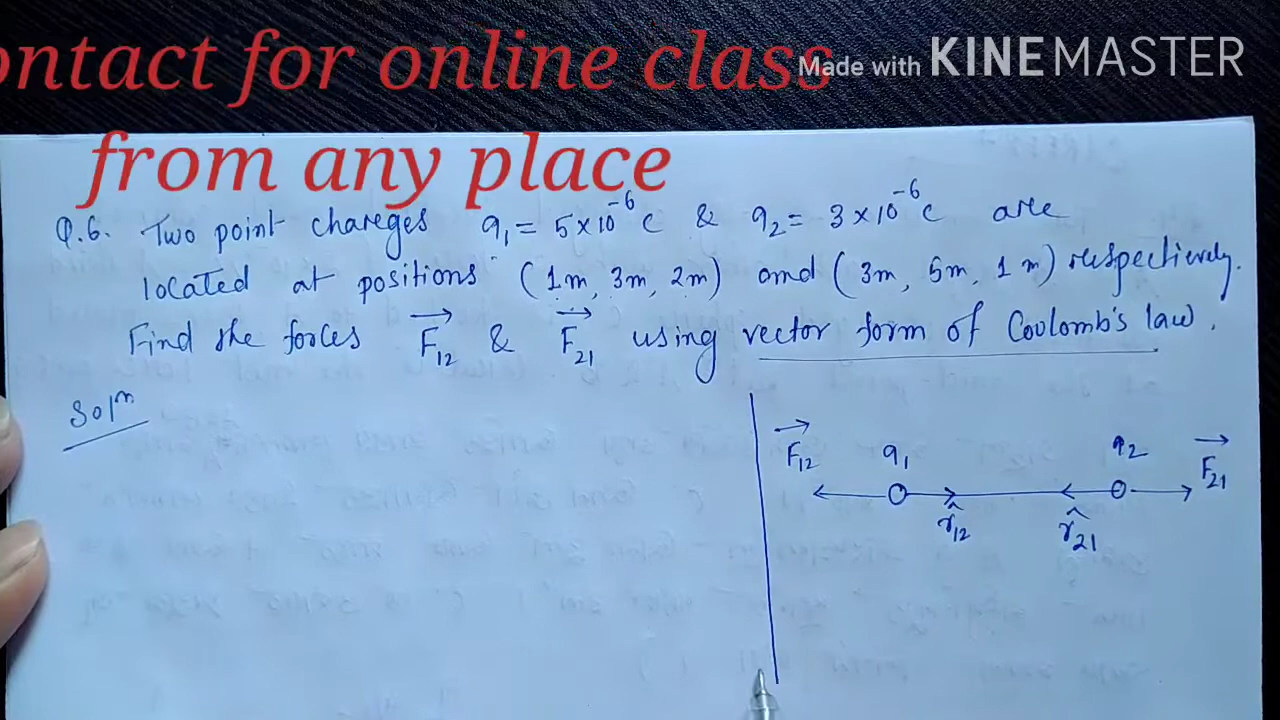 ontact for online class
Made with KINEMASTER
from any place
Q.6. Two point chareges q₁ = 5×10⁻⁶ C & q₂ = 3×10⁻⁶ C are
located at positions (1m, 3m, 2m) and (3m, 5m, 1m) respectively.
Find the forces F⃗₁₂ & F⃗₂₁ using vector form of Coulomb's law.
Solⁿ
F⃗₁₂ q₁ q₂ F⃗₂₁
r̂₁₂ r̂₂₁